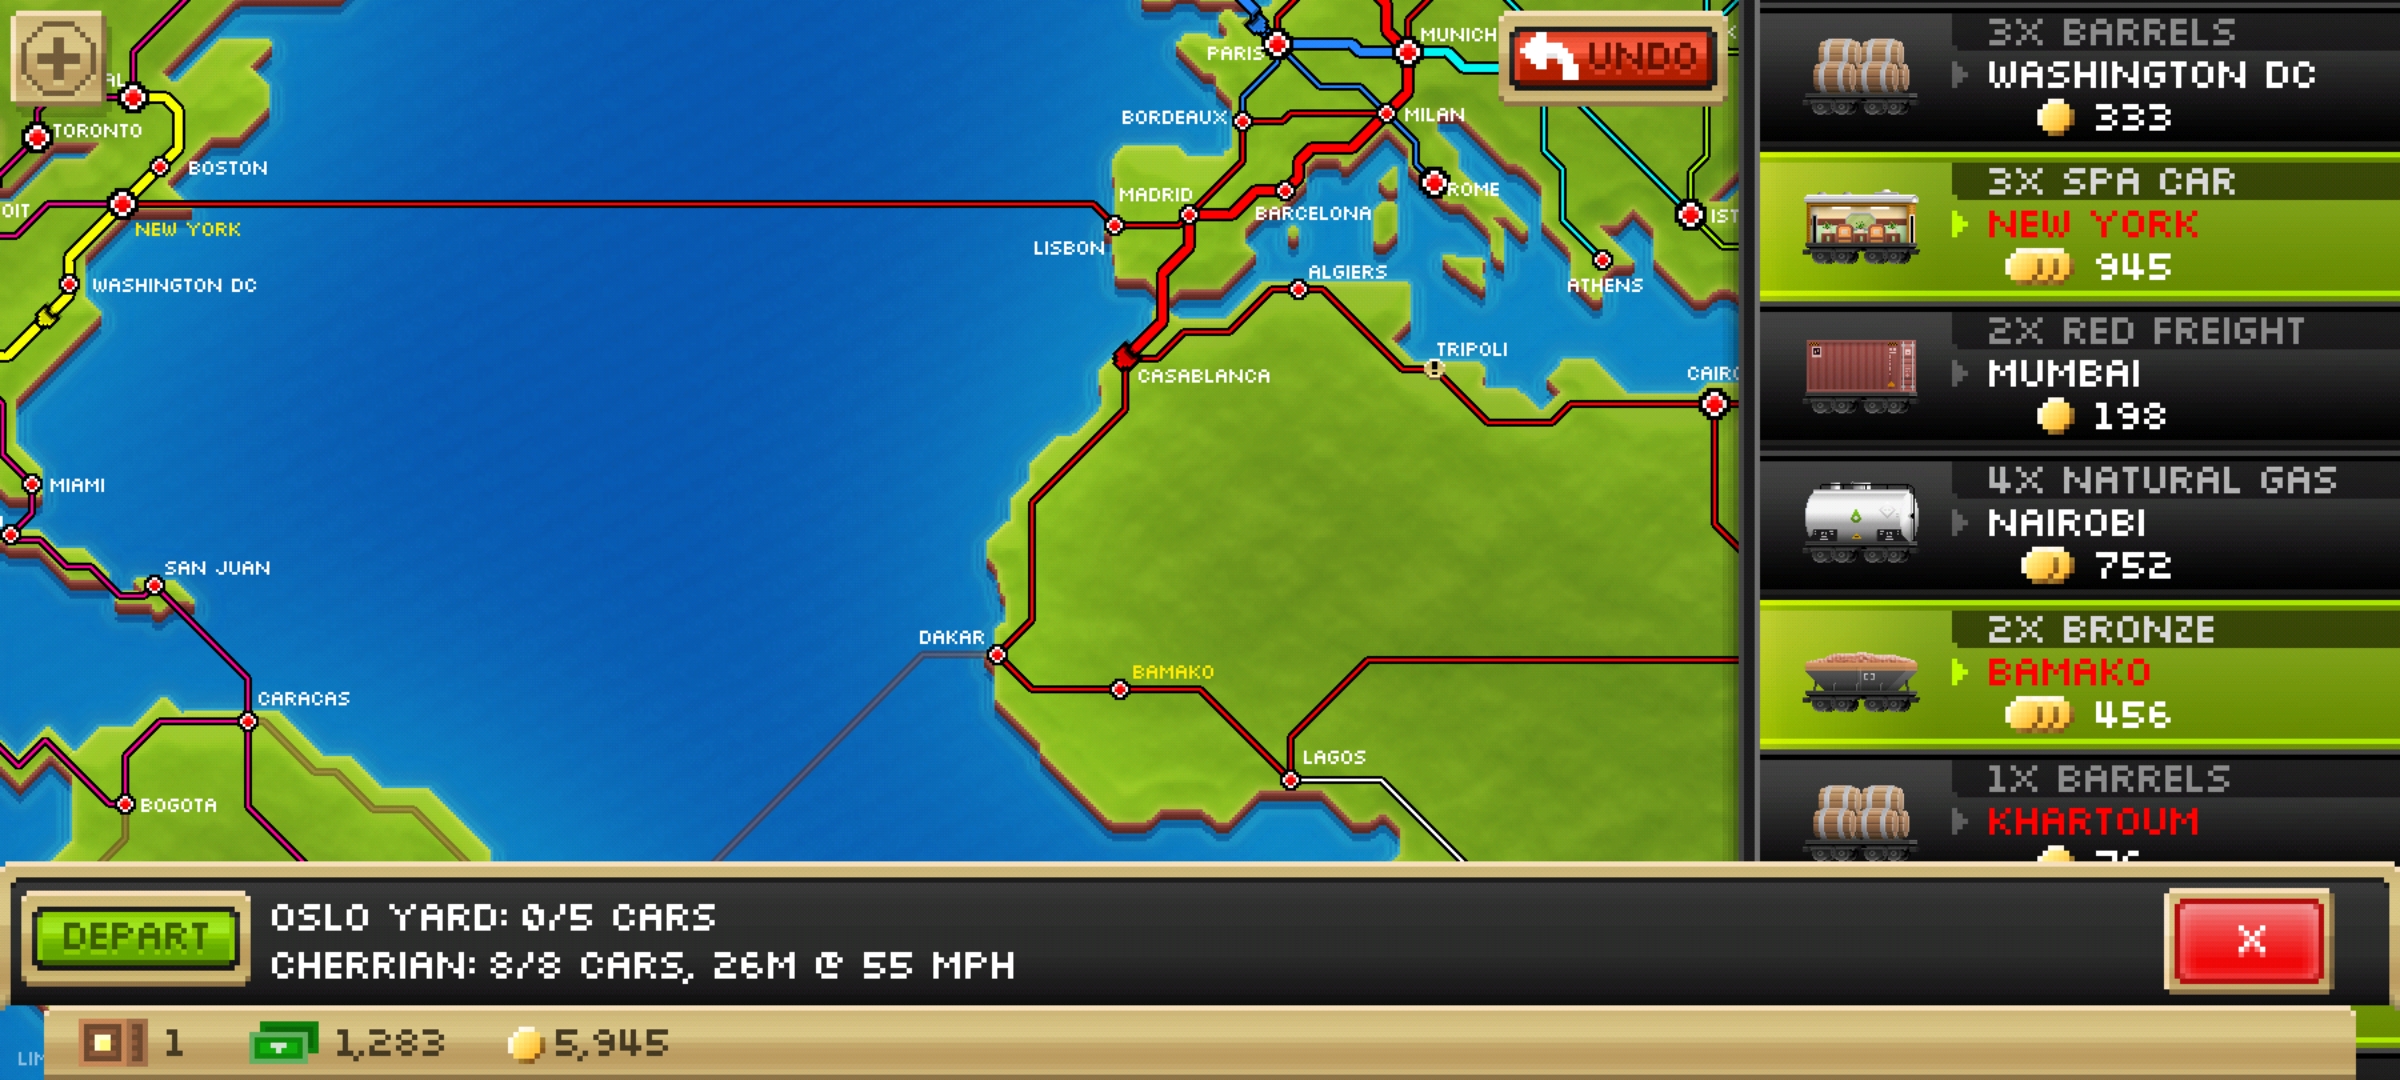 PARIS
MUNICH
UNDO
TORONTO
BOSTON
BORDEAUX
MILAN
MADRID
ROME
NEW YORK
BARCELONA
LISBON
WASHINGTON DC
ALGIERS
ATHENS
TRIPOLI
CASABLANCA
MIAMI
SAN JUAN
DAKAR
BAMAKO
CARACAS
LAGOS
BOGOTA
3X BARRELS
WASHINGTON DC
333
3X SPA CAR
NEW YORK
945
2X RED FREIGHT
MUMBAI
198
4X NATURAL GAS
NAIROBI
752
2X BRONZE
BAMAKO
456
1X BARRELS
KHARTOUM
DEPART
OSLO YARD: 0/5 CARS
CHERRIAN: 8/8 CARS, 26M @ 55 MPH
X
1
1,283
5,945